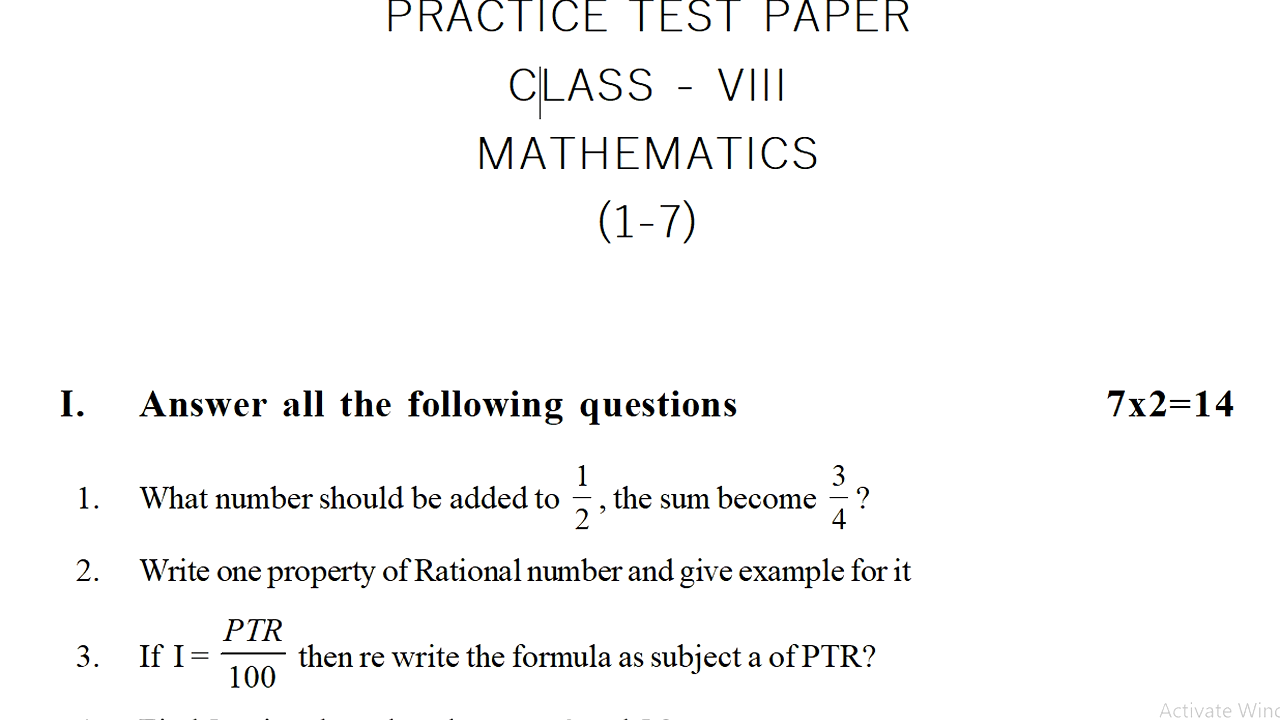 PRACTICE TEST PAPER
CLASS - VIII
MATHEMATICS
(1-7)
I. Answer all the following questions 7x2=14
1. What number should be added to 1/2, the sum become 3/4?
2. Write one property of Rational number and give example for it
3. If I = PTR/100 then re write the formula as subject a of PTR?
Activate Wind